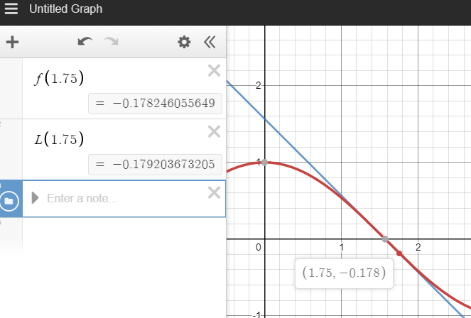 Untitled Graph
f(1.75)
= −0.178246055649
L(1.75)
= −0.179203673205
Enter a note...
2
1
0
1
2
-1
(1.75, −0.178)